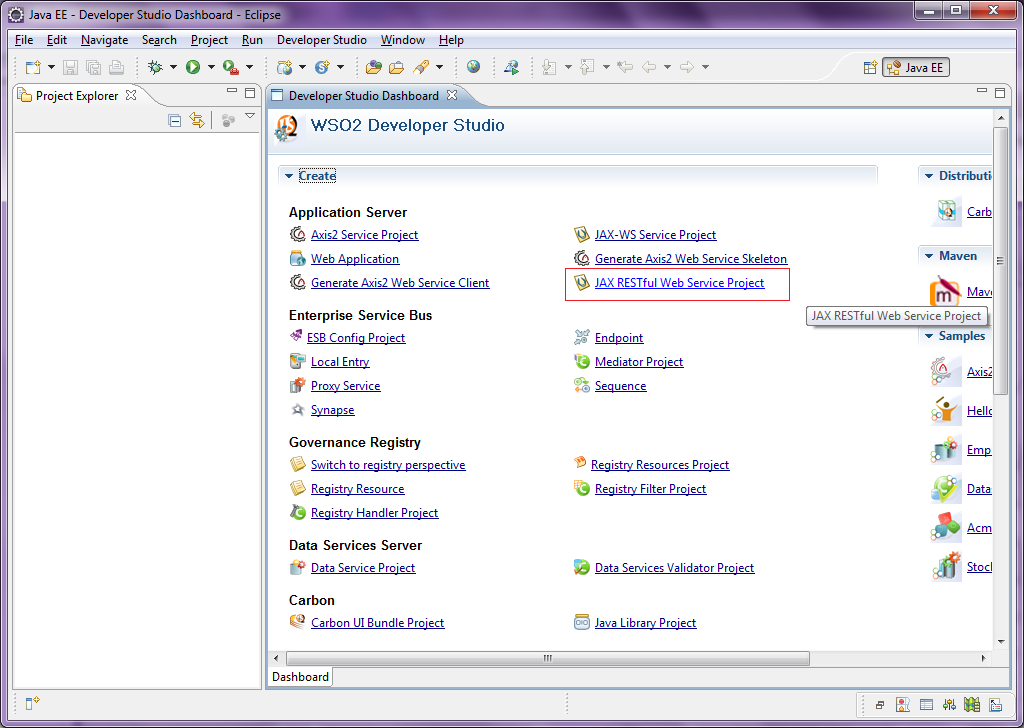 Java EE - Developer Studio Dashboard - Eclipse
File Edit Navigate Search Project Run Developer Studio Window Help
Java EE
Project Explorer
Developer Studio Dashboard
WSO2 Developer Studio
Create
Application Server
Axis2 Service Project
JAX-WS Service Project
Web Application
Generate Axis2 Web Service Skeleton
Generate Axis2 Web Service Client
JAX RESTful Web Service Project
Enterprise Service Bus
ESB Config Project
Endpoint
Local Entry
Mediator Project
Proxy Service
Sequence
Synapse
Governance Registry
Switch to registry perspective
Registry Resources Project
Registry Resource
Registry Filter Project
Registry Handler Project
Data Services Server
Data Service Project
Data Services Validator Project
Carbon
Carbon UI Bundle Project
Java Library Project
Distributi
Carb
Maven
Mave
JAX RESTful Web Service Project
Samples
Axis2
Hello
Emp
Data
Acm
Stock
Dashboard